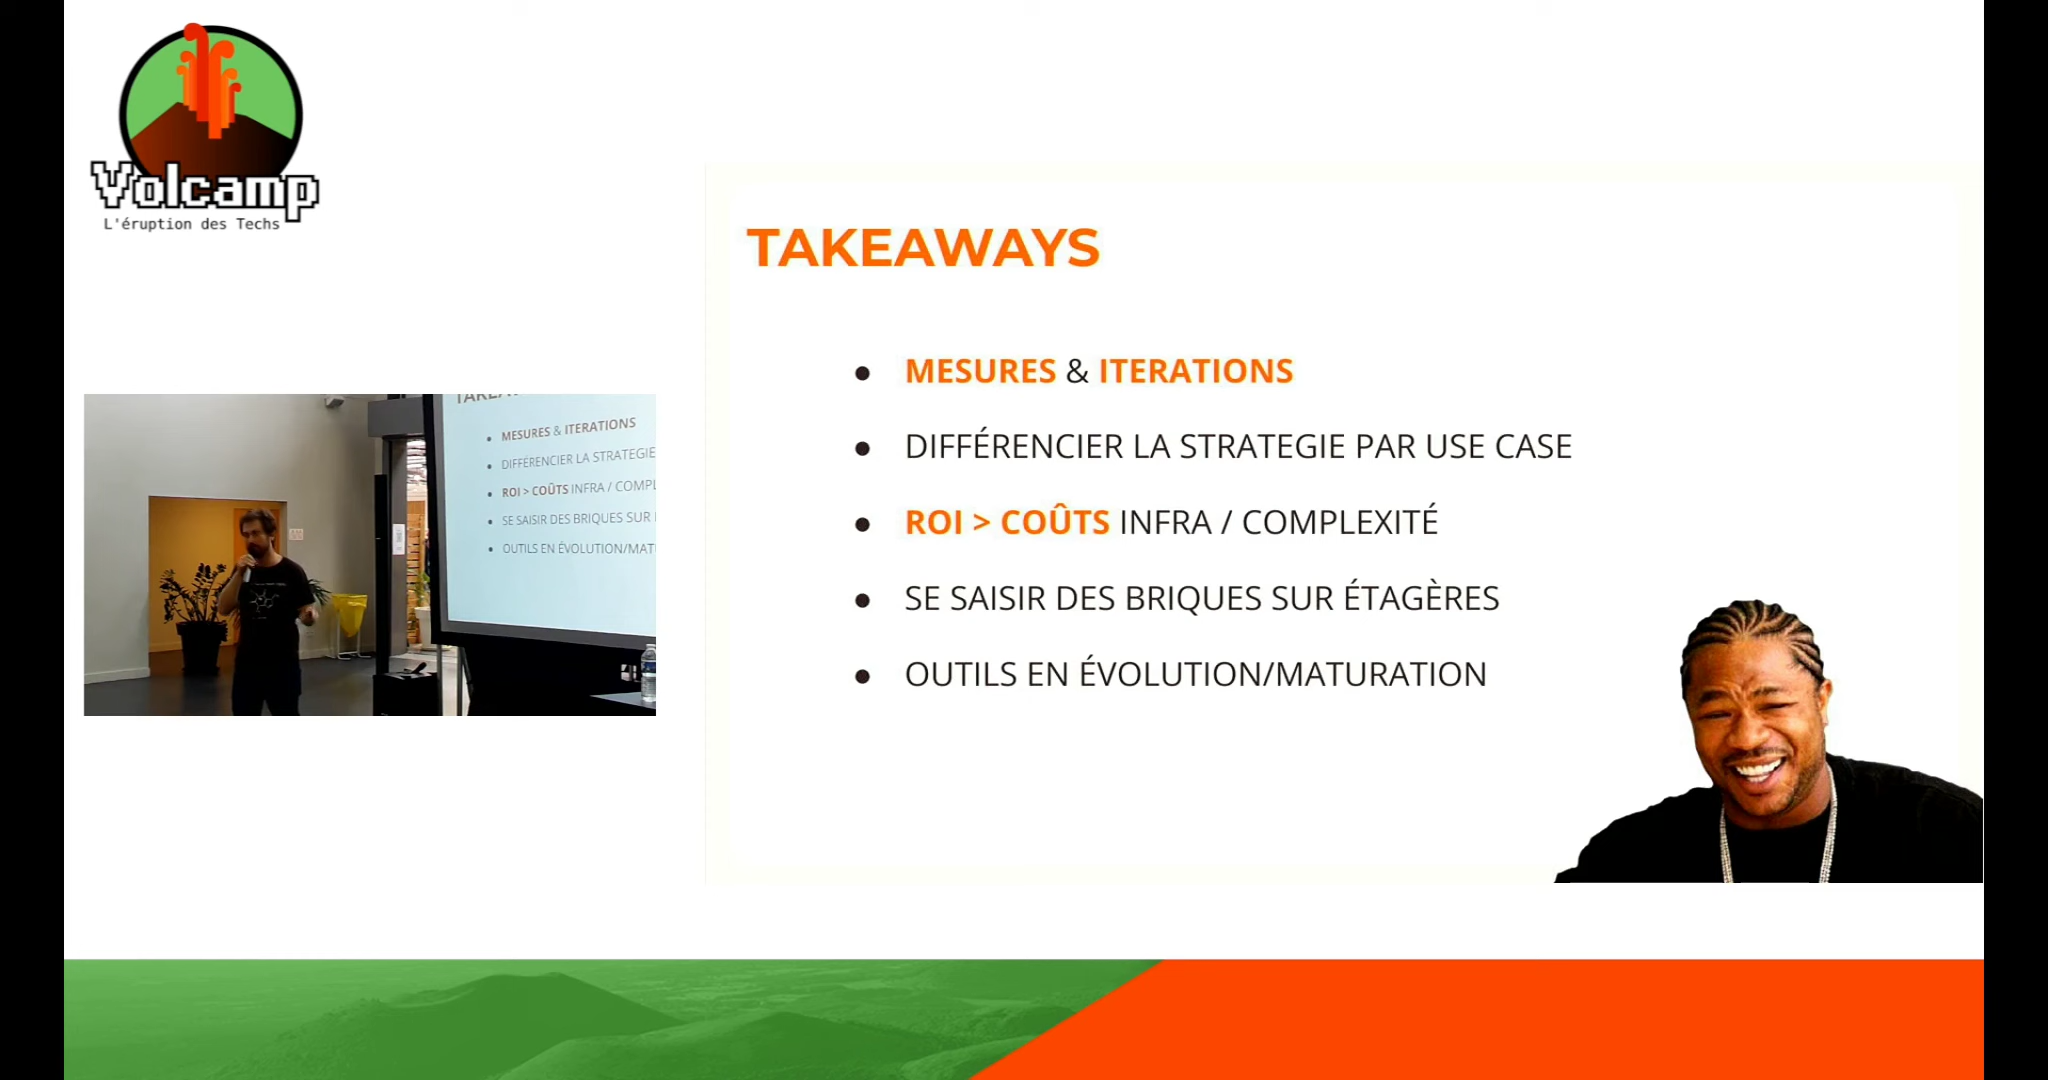 Volcamp
L'éruption des Techs
TAKEAWAYS
● MESURES & ITERATIONS
● DIFFÉRENCIER LA STRATEGIE PAR USE CASE
● ROI > COÛTS INFRA / COMPLEXITÉ
● SE SAISIR DES BRIQUES SUR ÉTAGÈRES
● OUTILS EN ÉVOLUTION/MATURATION
● MESURES & ITERATIONS
● DIFFÉRENCIER LA STRATEGIE
● ROI > COÛTS INFRA / COMPL
● SE SAISIR DES BRIQUES SUR
● OUTILS EN ÉVOLUTION/MAT